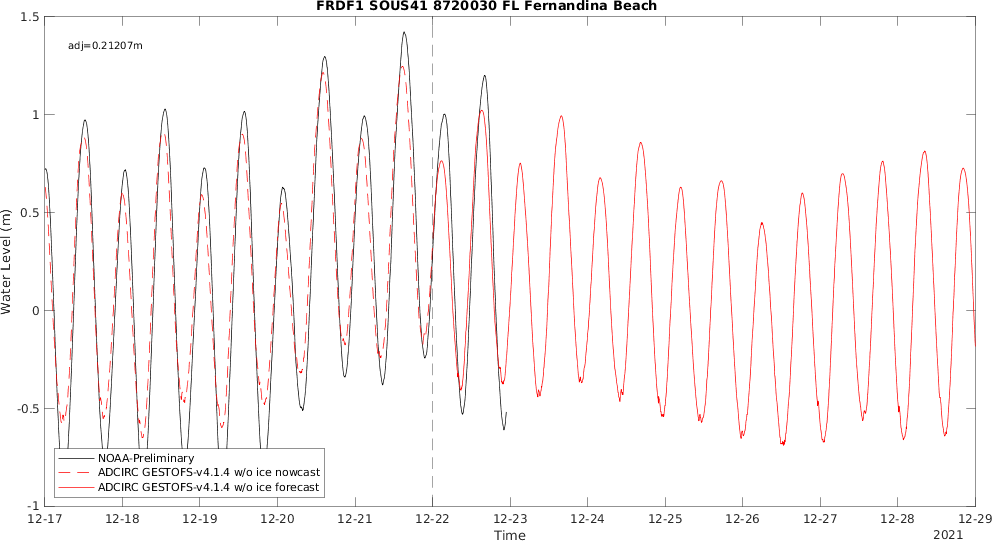 FRDF1 SOUS41 8720030 FL Fernandina Beach
1.5
adj=0.21207m
1
0.5
Water Level (m)
0
-0.5
NOAA-Preliminary
ADCIRC GESTOFS-v4.1.4 w/o ice nowcast
ADCIRC GESTOFS-v4.1.4 w/o ice forecast
-1
12-17 12-18 12-19 12-20 12-21 12-22 12-23 12-24 12-25 12-26 12-27 12-28 12-29
Time
2021